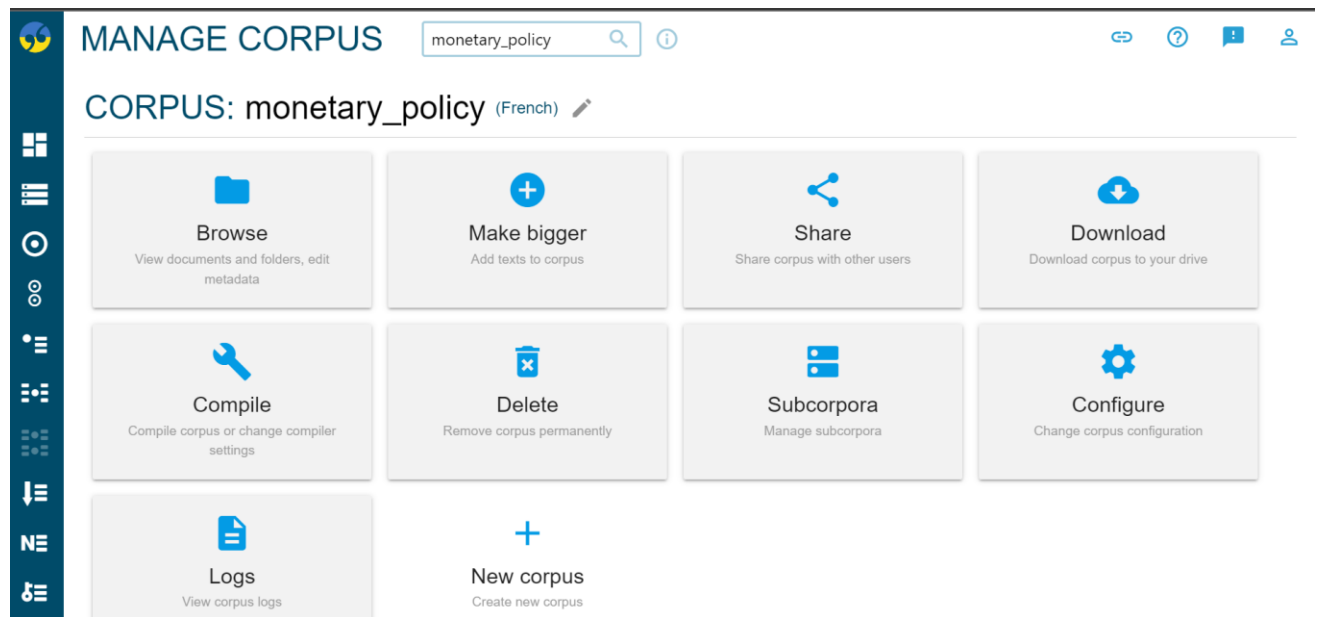 MANAGE CORPUS
monetary_policy
CORPUS: monetary_policy (French)
Browse
View documents and folders, edit
metadata
Make bigger
Add texts to corpus
Share
Share corpus with other users
Download
Download corpus to your drive
Compile
Compile corpus or change compiler
settings
Delete
Remove corpus permanently
Subcorpora
Manage subcorpora
Configure
Change corpus configuration
Logs
View corpus logs
New corpus
Create new corpus
N